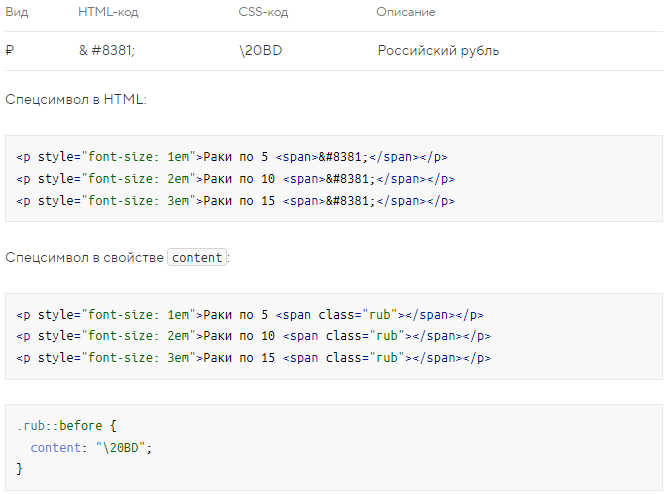 Вид HTML-код CSS-код Описание
₽ & #8381; \20BD Российский рубль
Спецсимвол в HTML:
<p style="font-size: 1em">Раки по 5 <span>&#8381;</span></p>
<p style="font-size: 2em">Раки по 10 <span>&#8381;</span></p>
<p style="font-size: 3em">Раки по 15 <span>&#8381;</span></p>
Спецсимвол в свойстве content:
<p style="font-size: 1em">Раки по 5 <span class="rub"></span></p>
<p style="font-size: 2em">Раки по 10 <span class="rub"></span></p>
<p style="font-size: 3em">Раки по 15 <span class="rub"></span></p>
.rub::before {
  content: "\20BD";
}